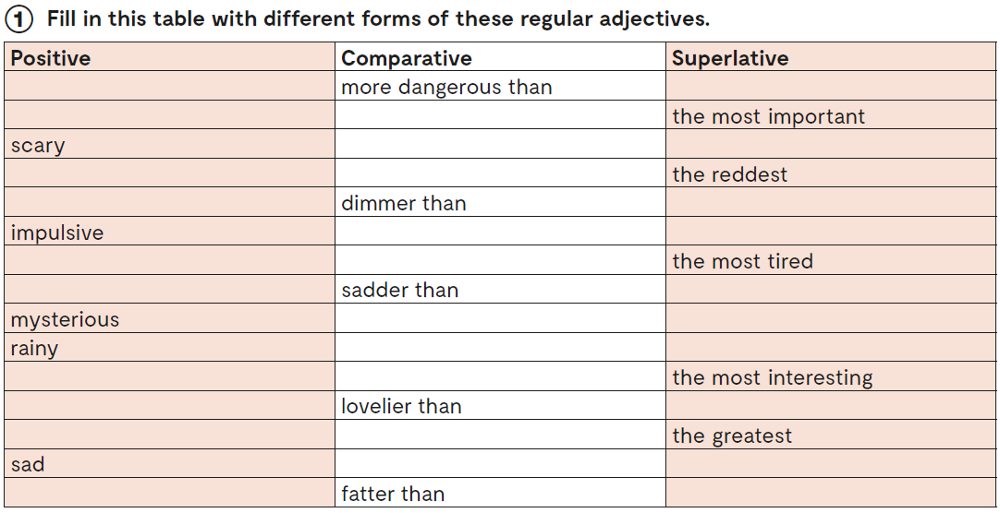 1 Fill in this table with different forms of these regular adjectives.
Positive Comparative Superlative
more dangerous than
the most important
scary
the reddest
dimmer than
impulsive
the most tired
sadder than
mysterious
rainy
the most interesting
lovelier than
the greatest
sad
fatter than